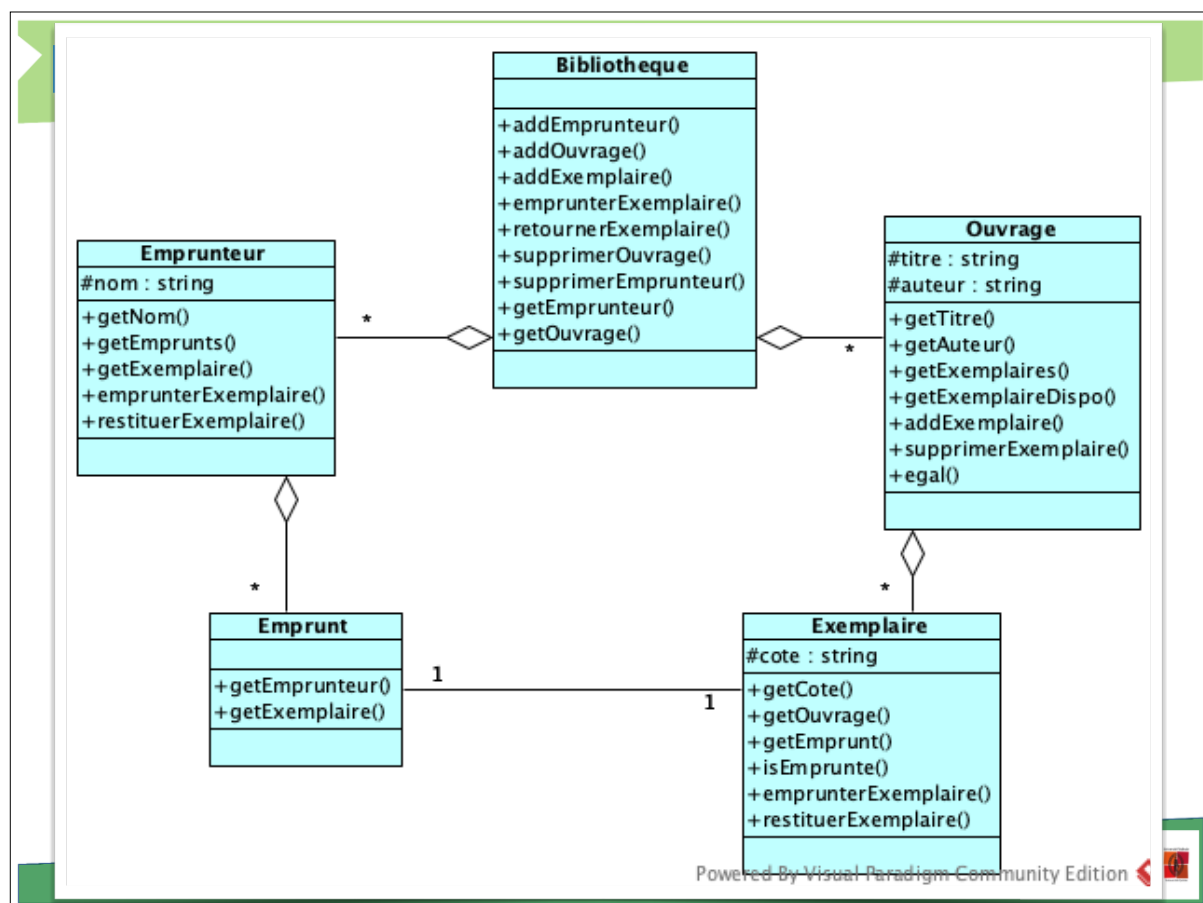 Bibliotheque
+addEmprunteur()
+addOuvrage()
+addExemplaire()
+emprunterExemplaire()
+retournerExemplaire()
+supprimerOuvrage()
+supprimerEmprunteur()
+getEmprunteur()
+getOuvrage()
Emprunteur
#nom : string
+getNom()
+getEmprunts()
+getExemplaire()
+emprunterExemplaire()
+restituerExemplaire()
*
*
Ouvrage
#titre : string
#auteur : string
+getTitre()
+getAuteur()
+getExemplaires()
+getExemplaireDispo()
+addExemplaire()
+supprimerExemplaire()
+egal()
*
*
Emprunt
+getEmprunteur()
+getExemplaire()
1
1
Exemplaire
#cote : string
+getCote()
+getOuvrage()
+getEmprunt()
+isEmprunte()
+emprunterExemplaire()
+restituerExemplaire()
Powered By Visual Paradigm Community Edition